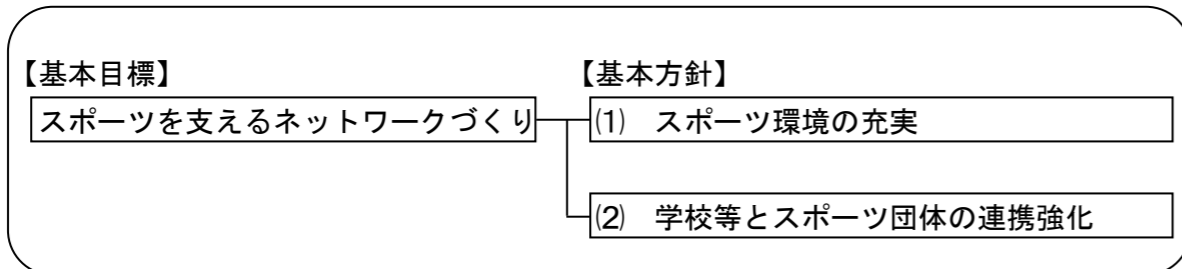 【基本目標】
【基本方針】
スポーツを支えるネットワークづくり
⑴　スポーツ環境の充実
⑵　学校等とスポーツ団体の連携強化